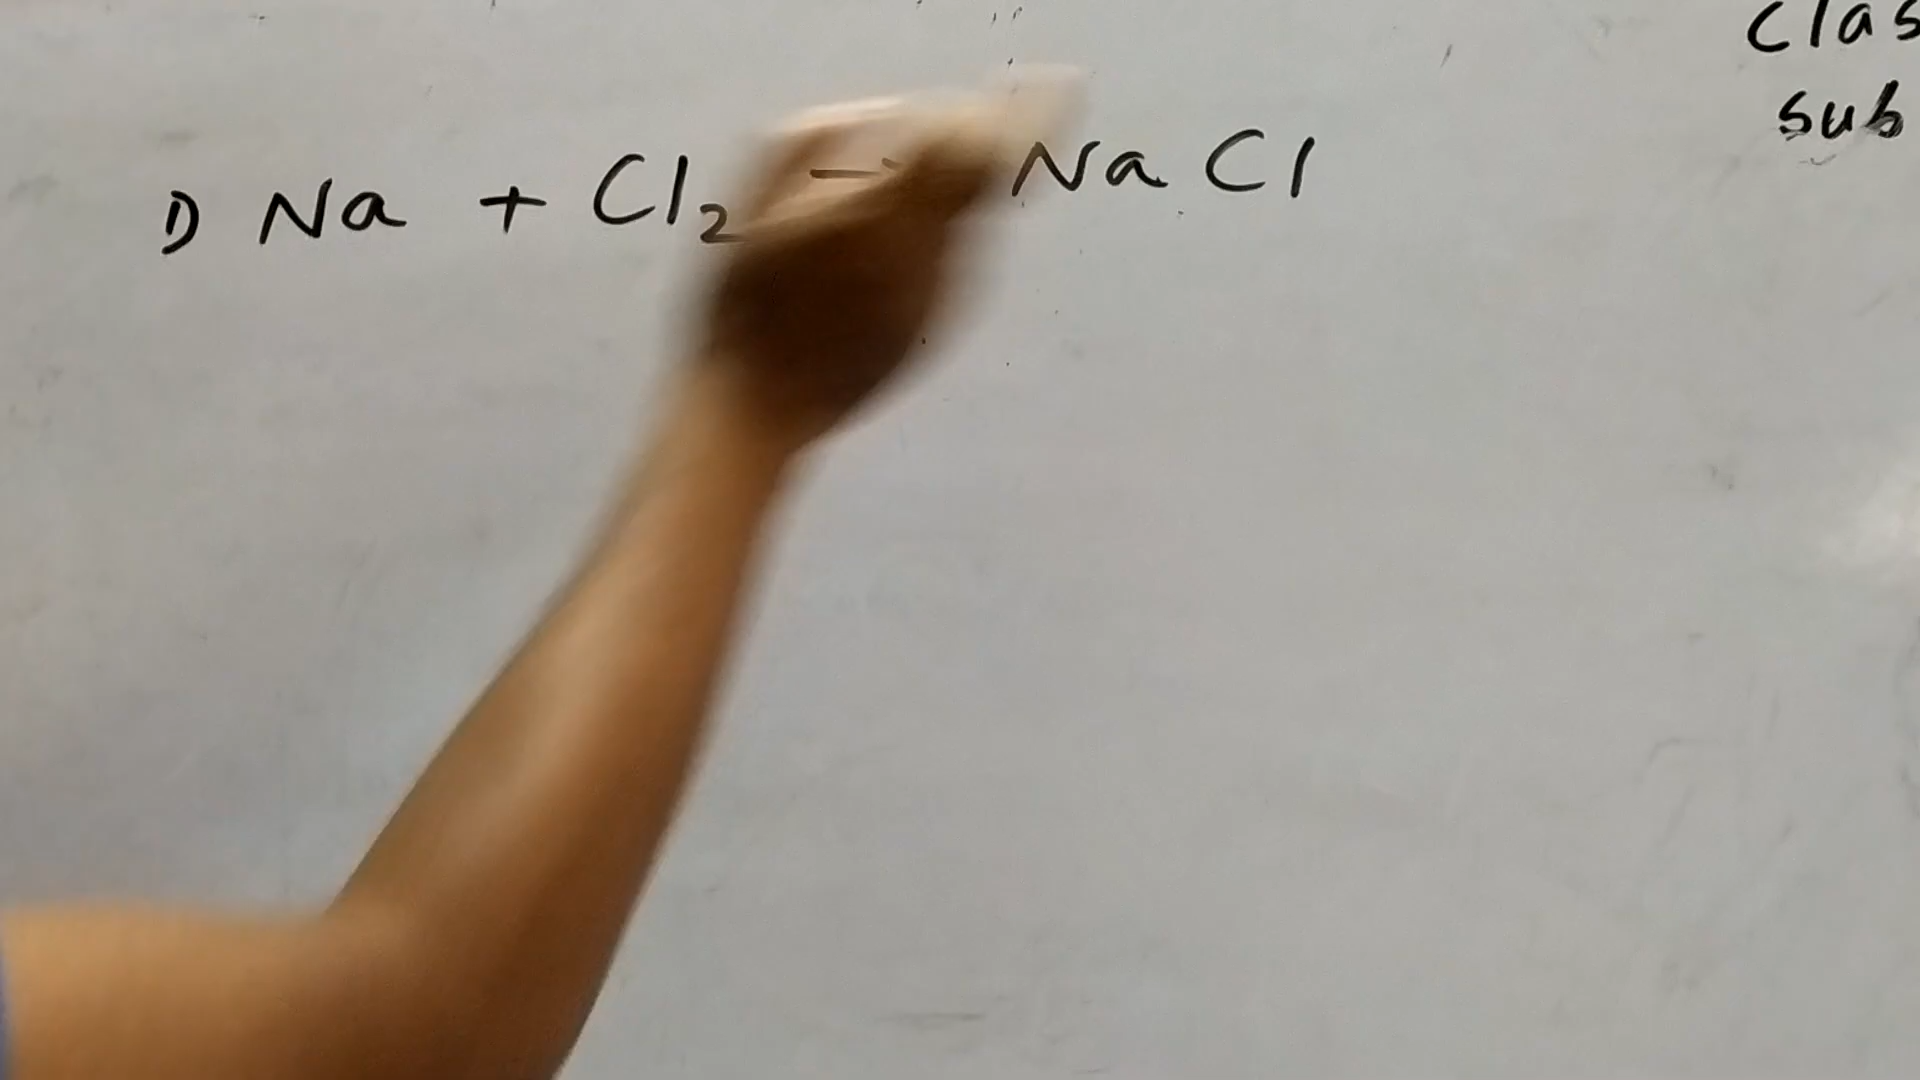 Clas
sub
1) Na + Cl₂ → NaCl